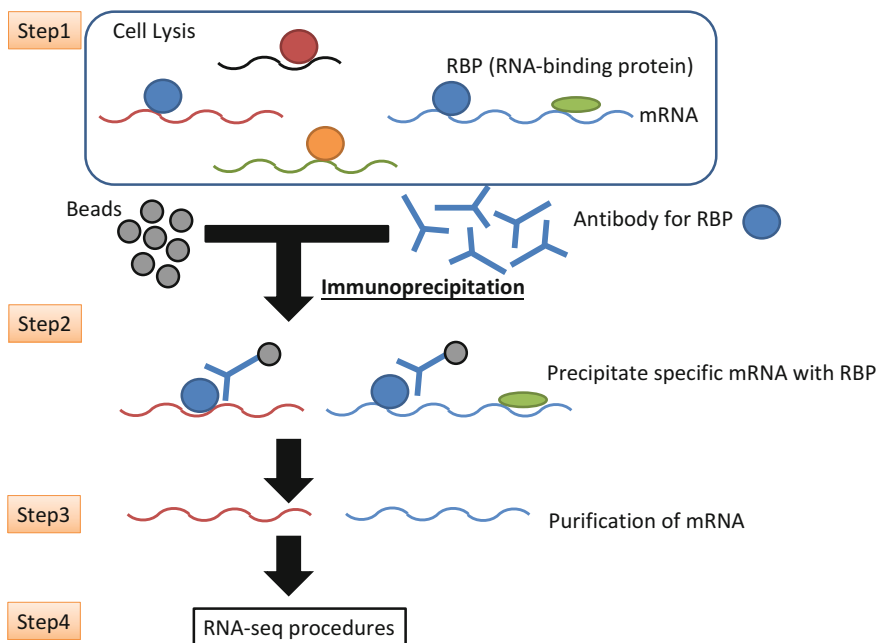 Step1
Cell Lysis
RBP (RNA-binding protein)
mRNA
Beads
Antibody for RBP
Immunoprecipitation
Step2
Precipitate specific mRNA with RBP
Step3
Purification of mRNA
Step4
RNA-seq procedures